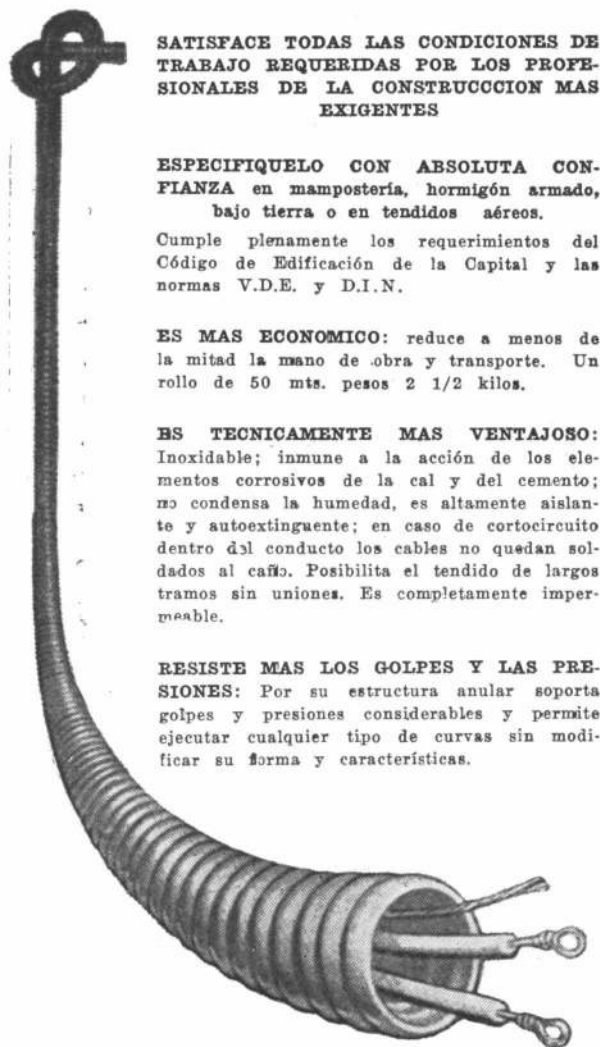 SATISFACE TODAS LAS CONDICIONES DE
TRABAJO REQUERIDAS POR LOS PROFE-
SIONALES DE LA CONSTRUCCCION MAS
EXIGENTES
ESPECIFIQUELO CON ABSOLUTA CON-
FIANZA en mampostería, hormigón armado,
bajo tierra o en tendidos aéreos.
Cumple plenamente los requerimientos del
Código de Edificación de la Capital y las
normas V.D.E. y D.I.N.
ES MAS ECONOMICO: reduce a menos de
la mitad la mano de obra y transporte. Un
rollo de 50 mts. pesos 2 1/2 kilos.
ES TECNICAMENTE MAS VENTAJOSO:
Inoxidable; inmune a la acción de los ele-
mentos corrosivos de la cal y del cemento;
no condensa la humedad, es altamente aislan-
te y autoextinguente; en caso de cortocircuito
dentro del conducto los cables no quedan sol-
dados al caño. Posibilita el tendido de largos
tramos sin uniones. Es completamente imper-
meable.
RESISTE MAS LOS GOLPES Y LAS PRE-
SIONES: Por su estructura anular soporta
golpes y presiones considerables y permite
ejecutar cualquier tipo de curvas sin modi-
ficar su forma y características.